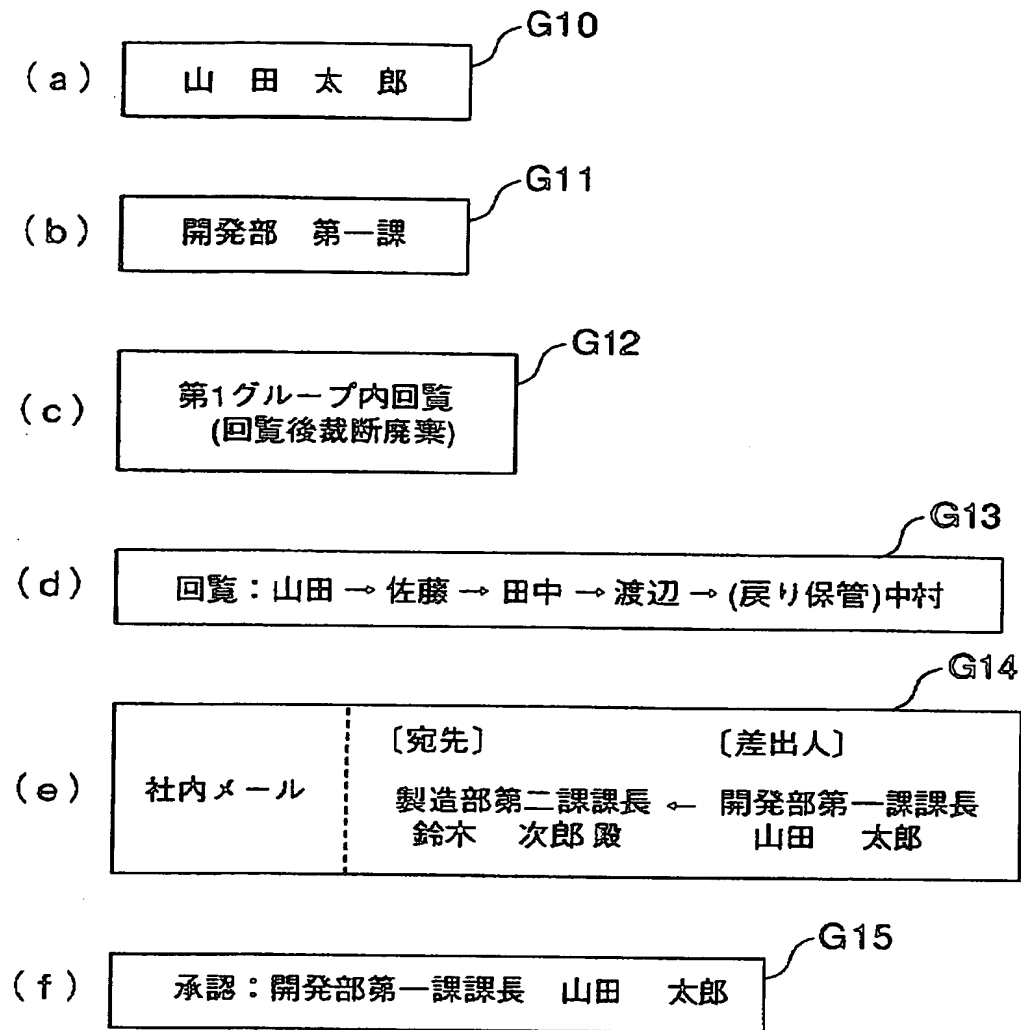 G10
(a) 山 田 太 郎
G11
(b) 開発部 第一課
G12
(c) 第1グループ内回覧
(回覧後裁断廃棄)
G13
(d) 回覧：山田→佐藤→田中→渡辺→(戻り保管)中村
G14
〔宛先〕 〔差出人〕
(e) 社内メール 製造部第二課課長 ← 開発部第一課課長
鈴木 次郎 殿 山田 太郎
G15
(f) 承認：開発部第一課課長 山田 太郎